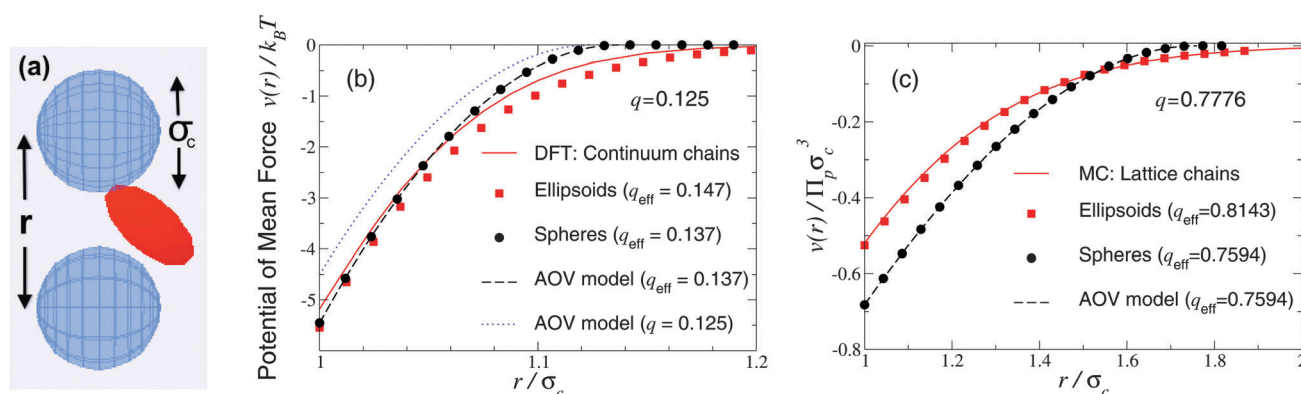 (a)
σc
r
Potential of Mean Force v(r) / kBT
0
-1
-2
-3
-4
-5
(b)
q=0.125
DFT: Continuum chains
Ellipsoids (qeff = 0.147)
Spheres (qeff = 0.137)
AOV model (qeff = 0.137)
AOV model (q = 0.125)
1
1.1
1.2
r / σc
v(r) / Πp σc³
0
-0.2
-0.4
-0.6
-0.8
(c)
q=0.7776
MC: Lattice chains
Ellipsoids (qeff=0.8143)
Spheres (qeff=0.7594)
AOV model (qeff=0.7594)
1
1.2
1.4
1.6
1.8
2
r / σc